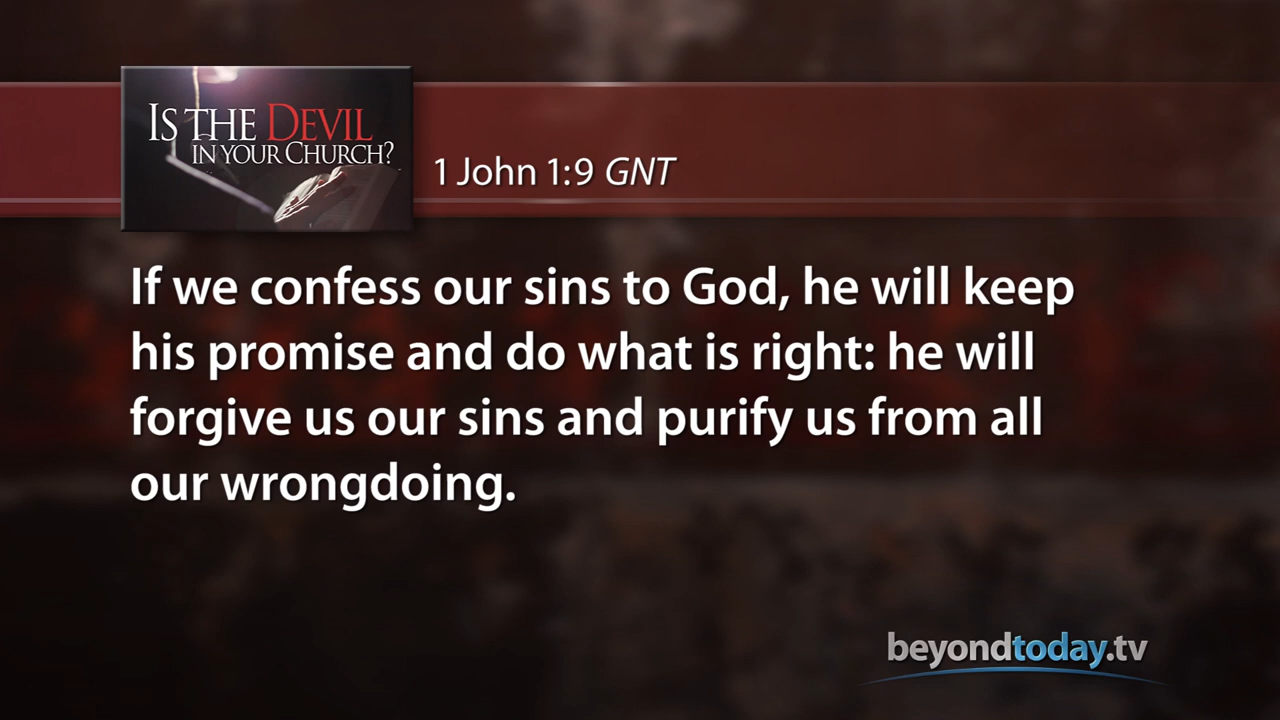 IS THE DEVIL
IN YOUR CHURCH?
1 John 1:9 GNT
If we confess our sins to God, he will keep
his promise and do what is right: he will
forgive us our sins and purify us from all
our wrongdoing.
beyondtoday.tv